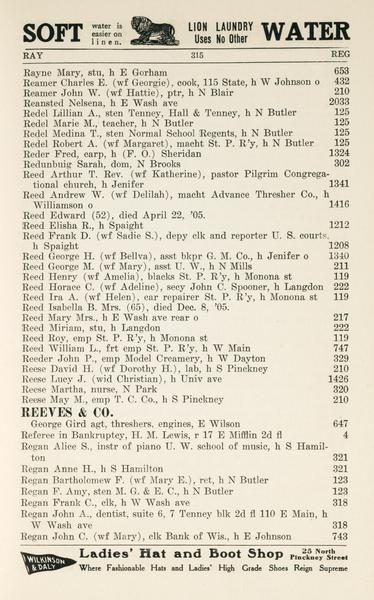 SOFT water is easier on linen. LION LAUNDRY Uses No Other WATER
RAY 315 REG
Rayne Mary, stu, h E Gorham 653
Reamer Charles E. (wf Georgie), cook, 115 State, h W Johnson o 432
Reamer John W. (wf Hattie), ptr, h N Blair 210
Reansted Nelsena, h E Wash ave 2033
Redel Lillian A., sten Tenney, Hall & Tenney, h N Butler 125
Redel Marie M., teacher, h N Butler 125
Redel Medina T., sten Normal School Regents, h N Butler 125
Redel Robert A. (wf Margaret), macht St. P. R'y, h N Butler 125
Reder Fred, carp, h (F. O.) Sheridan 1324
Redunbuig Sarah, dom, N Brooks 302
Reed Arthur T. Rev. (wf Katherine), pastor Pilgrim Congrega-
tional church, h Jenifer 1341
Reed Andrew W. (wf Delilah), macht Advance Thresher Co., h
Williamson o 1416
Reed Edward (52), died April 22, '05.
Reed Elisha R., h Spaight 1212
Reed Frank D. (wf Sadie S.), depy clk and reporter U. S. courts,
h Spaight 1208
Reed George H. (wf Bellva), asst bkpr G. M. Co., h Jenifer o 1340
Reed George M. (wf Mary), asst U. W., h N Mills 211
Reed Henry (wf Amelia), blacks St. P. R'y, h Monona st 119
Reed Horace C. (wf Adeline), secy John C. Spooner, h Langdon 222
Reed Ira A. (wf Helen), car repairer St. P. R'y, h Monona st 119
Reed Isabella B. Mrs. (65), died Dec. 8, '05.
Reed Mary Mrs., h E Wash ave rear o 217
Reed Miriam, stu, h Langdon 222
Reed Roy, emp St. P. R'y, h Monona st 119
Reed William L., frt emp St. P. R'y, h W Main 747
Reeder John P., emp Model Creamery, h W Dayton 329
Reese David H. (wf Dorothy H.), lab, h S Pinckney 210
Reese Lucy J. (wid Christian), h Univ ave 1426
Reese Martha, nurse, N Park 320
Reese May M., emp T. C. Co., h S Pinckney 210
REEVES & CO.
George Gird agt, threshers, engines, E Wilson 647
Referee in Bankruptcy, H. M. Lewis, r 17 E Mifflin 2d fl 4
Regan Alice S., instr of piano U. W. school of music, h S Hamil-
ton 321
Regan Anne H., h S Hamilton 321
Regan Bartholomew F. (wf Mary E.), ret, h N Butler 123
Regan F. Amy, sten M. G. & E. C., h N Butler 123
Regan Frank C., clk, h W Wash ave 318
Regan John A., dentist, suite 6, 7 Tenney blk 2d fl 110 E Main, h
W Wash ave 318
Regan John C. (wf Mary), clk Bank of Wis., h E Johnson 743
WILKINSON & DALY Ladies' Hat and Boot Shop 25 North Pinckney Street
Where Fashionable Hats and Ladies' High Grade Shoes Reign Supreme